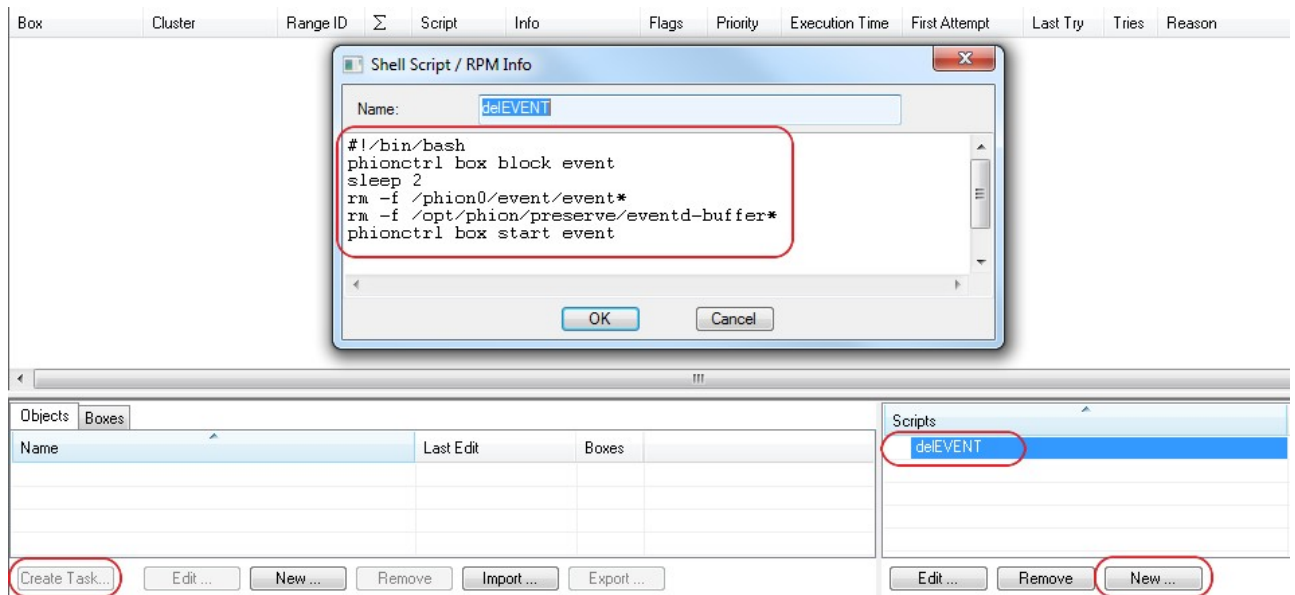 Box Cluster Range ID Σ Script Info Flags Priority Execution Time First Attempt Last Try Tries Reason
Shell Script / RPM Info
Name: delEVENT
#!/bin/bash
phionctrl box block event
sleep 2
rm -f /phion0/event/event*
rm -f /opt/phion/preserve/eventd-buffer*
phionctrl box start event
OK Cancel
Objects Boxes
Name Last Edit Boxes
Scripts
delEVENT
Create Task... Edit ... New ... Remove Import ... Export ... Edit ... Remove New ...